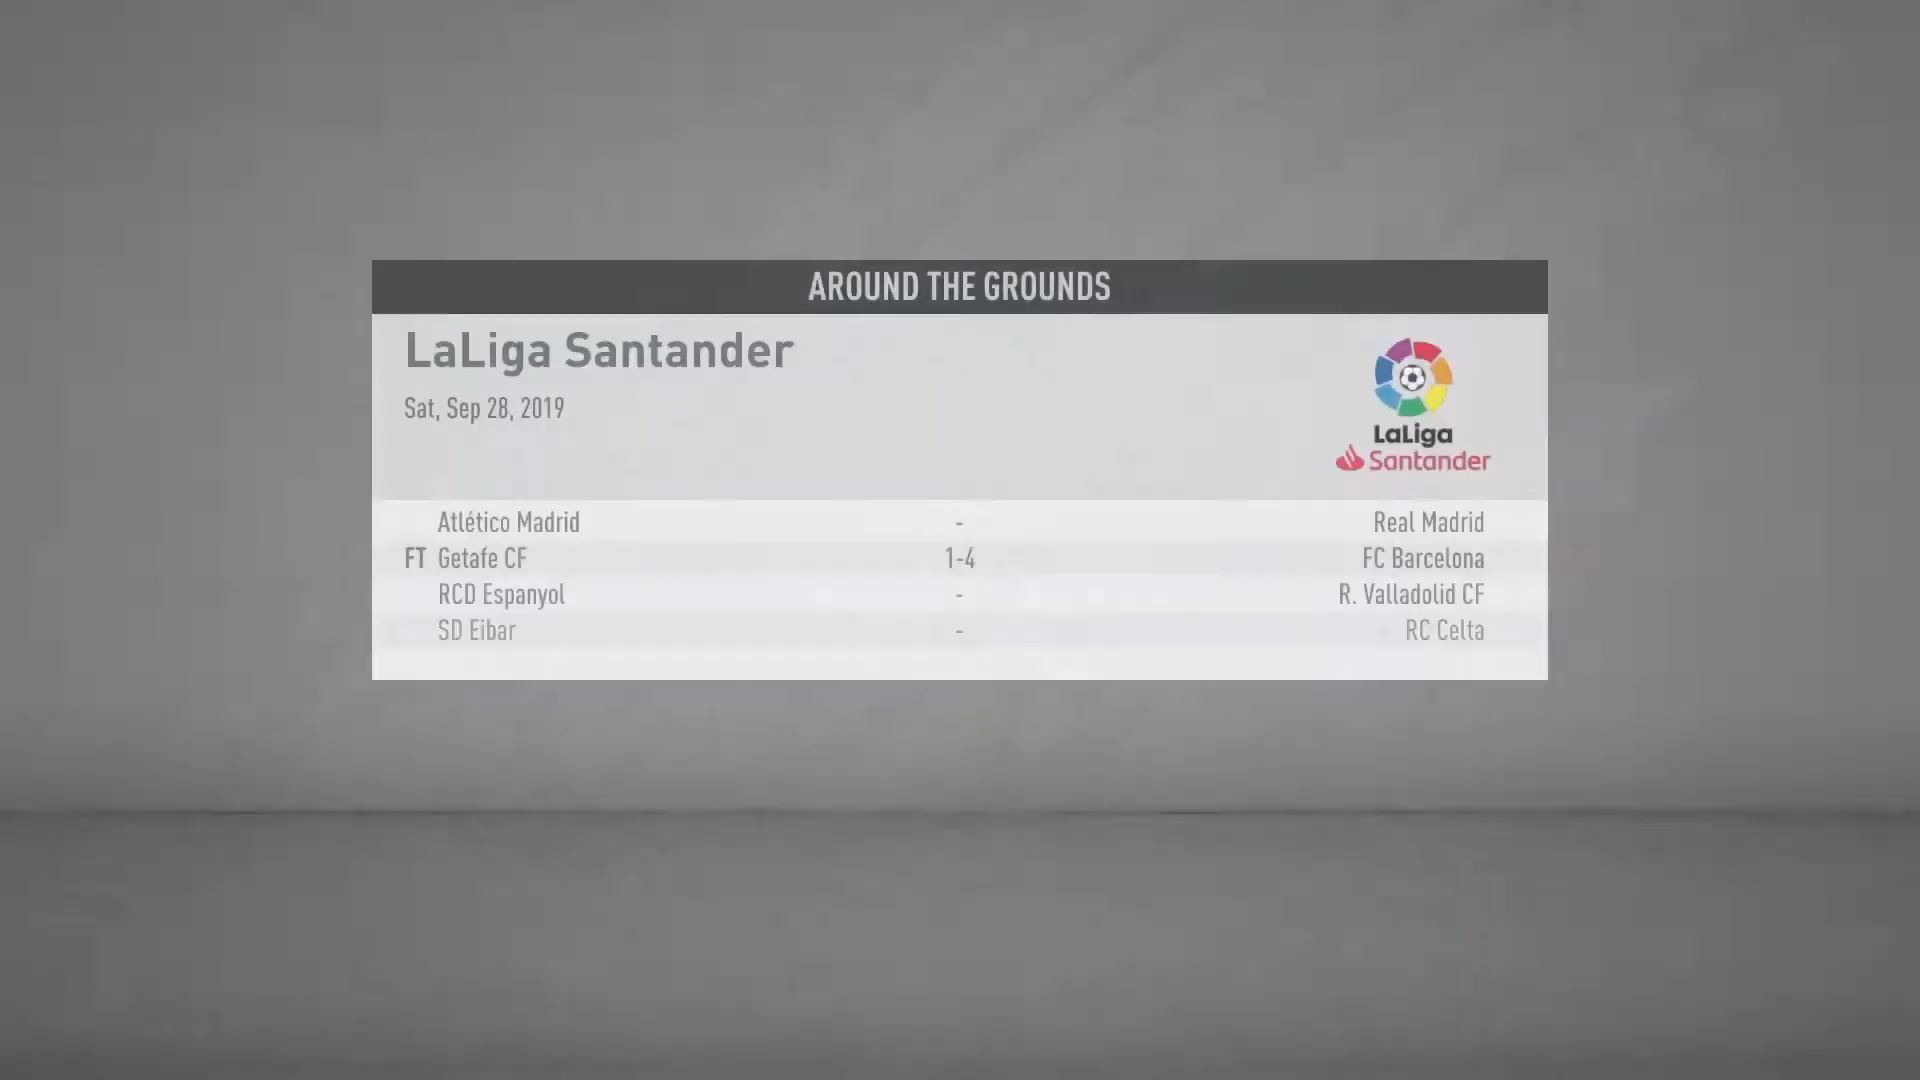 AROUND THE GROUNDS
LaLiga Santander
Sat, Sep 28, 2019
LaLiga
Santander
Atlético Madrid - Real Madrid
FT Getafe CF 1-4 FC Barcelona
RCD Espanyol - R. Valladolid CF
SD Eibar - RC Celta